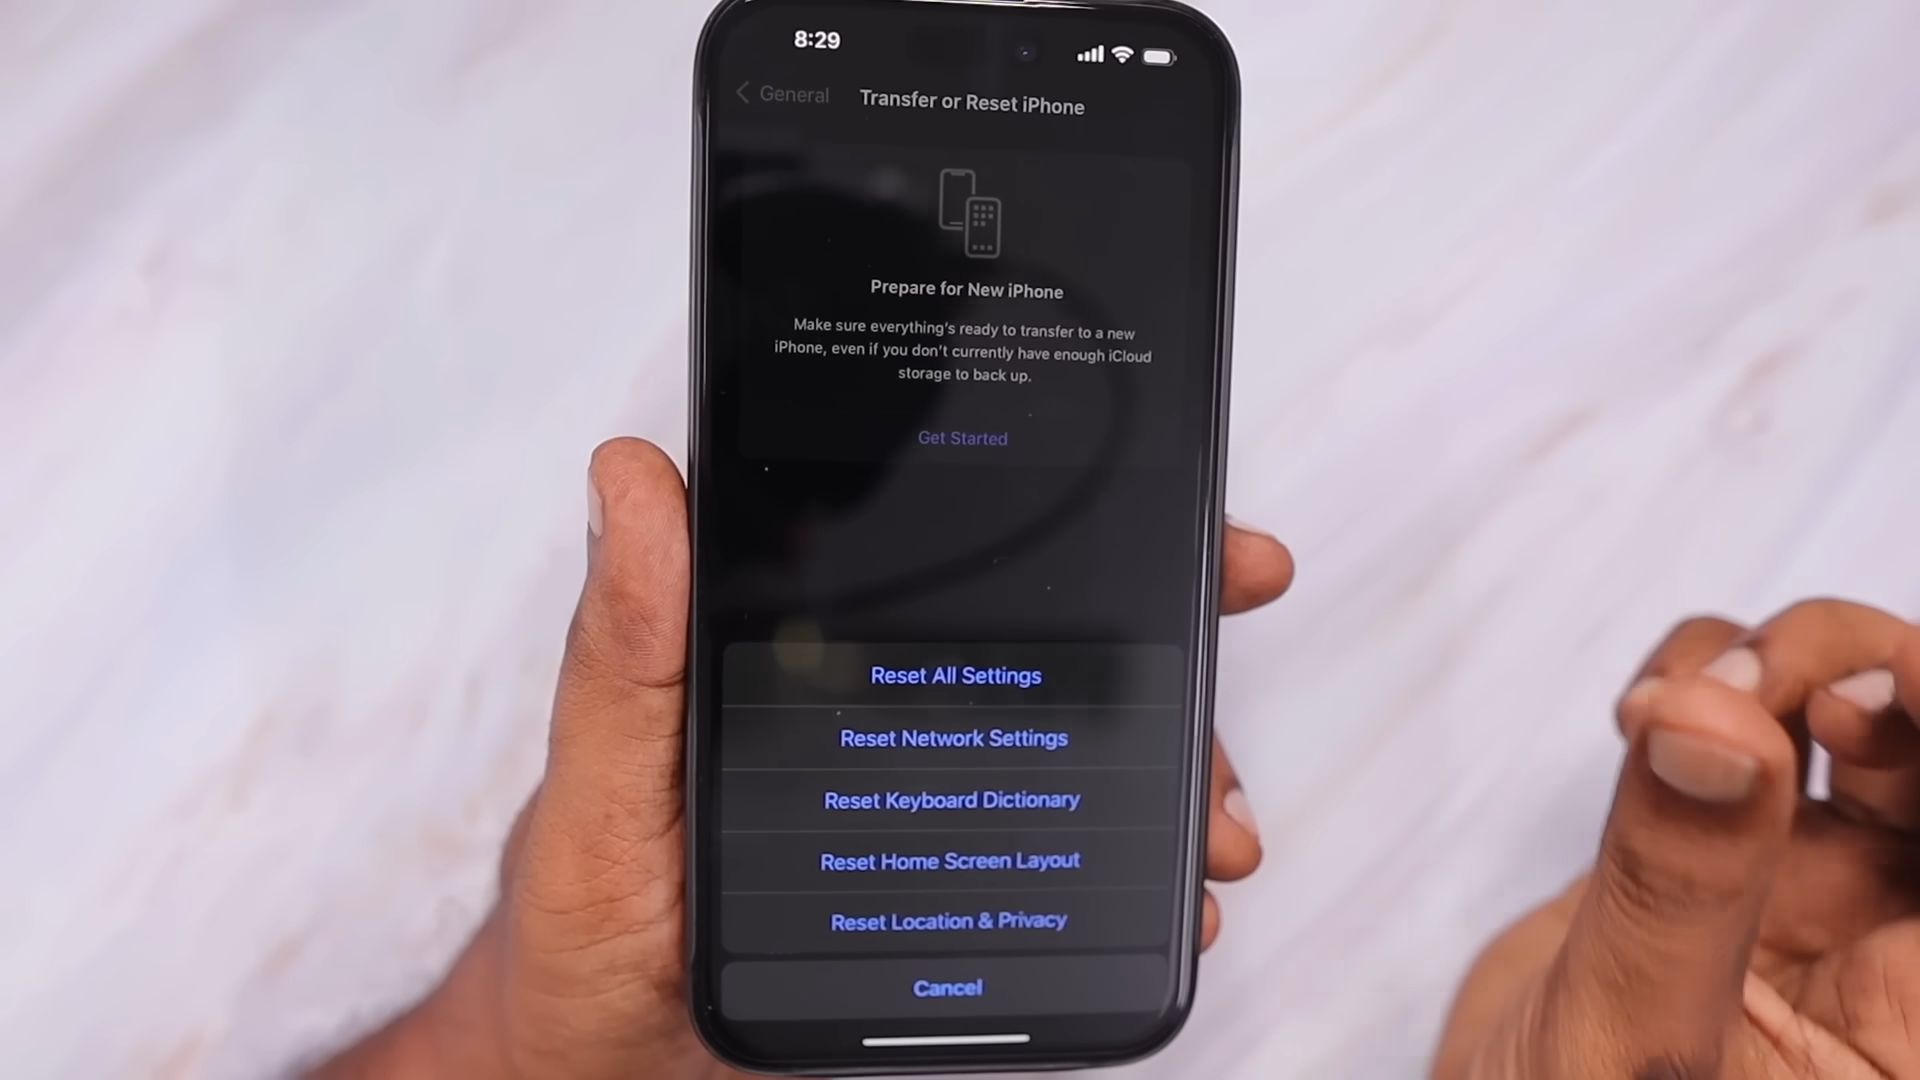 8:29
General
Transfer or Reset iPhone
Prepare for New iPhone
Make sure everything's ready to transfer to a new
iPhone, even if you don't currently have enough iCloud
storage to back up.
Get Started
Reset All Settings
Reset Network Settings
Reset Keyboard Dictionary
Reset Home Screen Layout
Reset Location & Privacy
Cancel